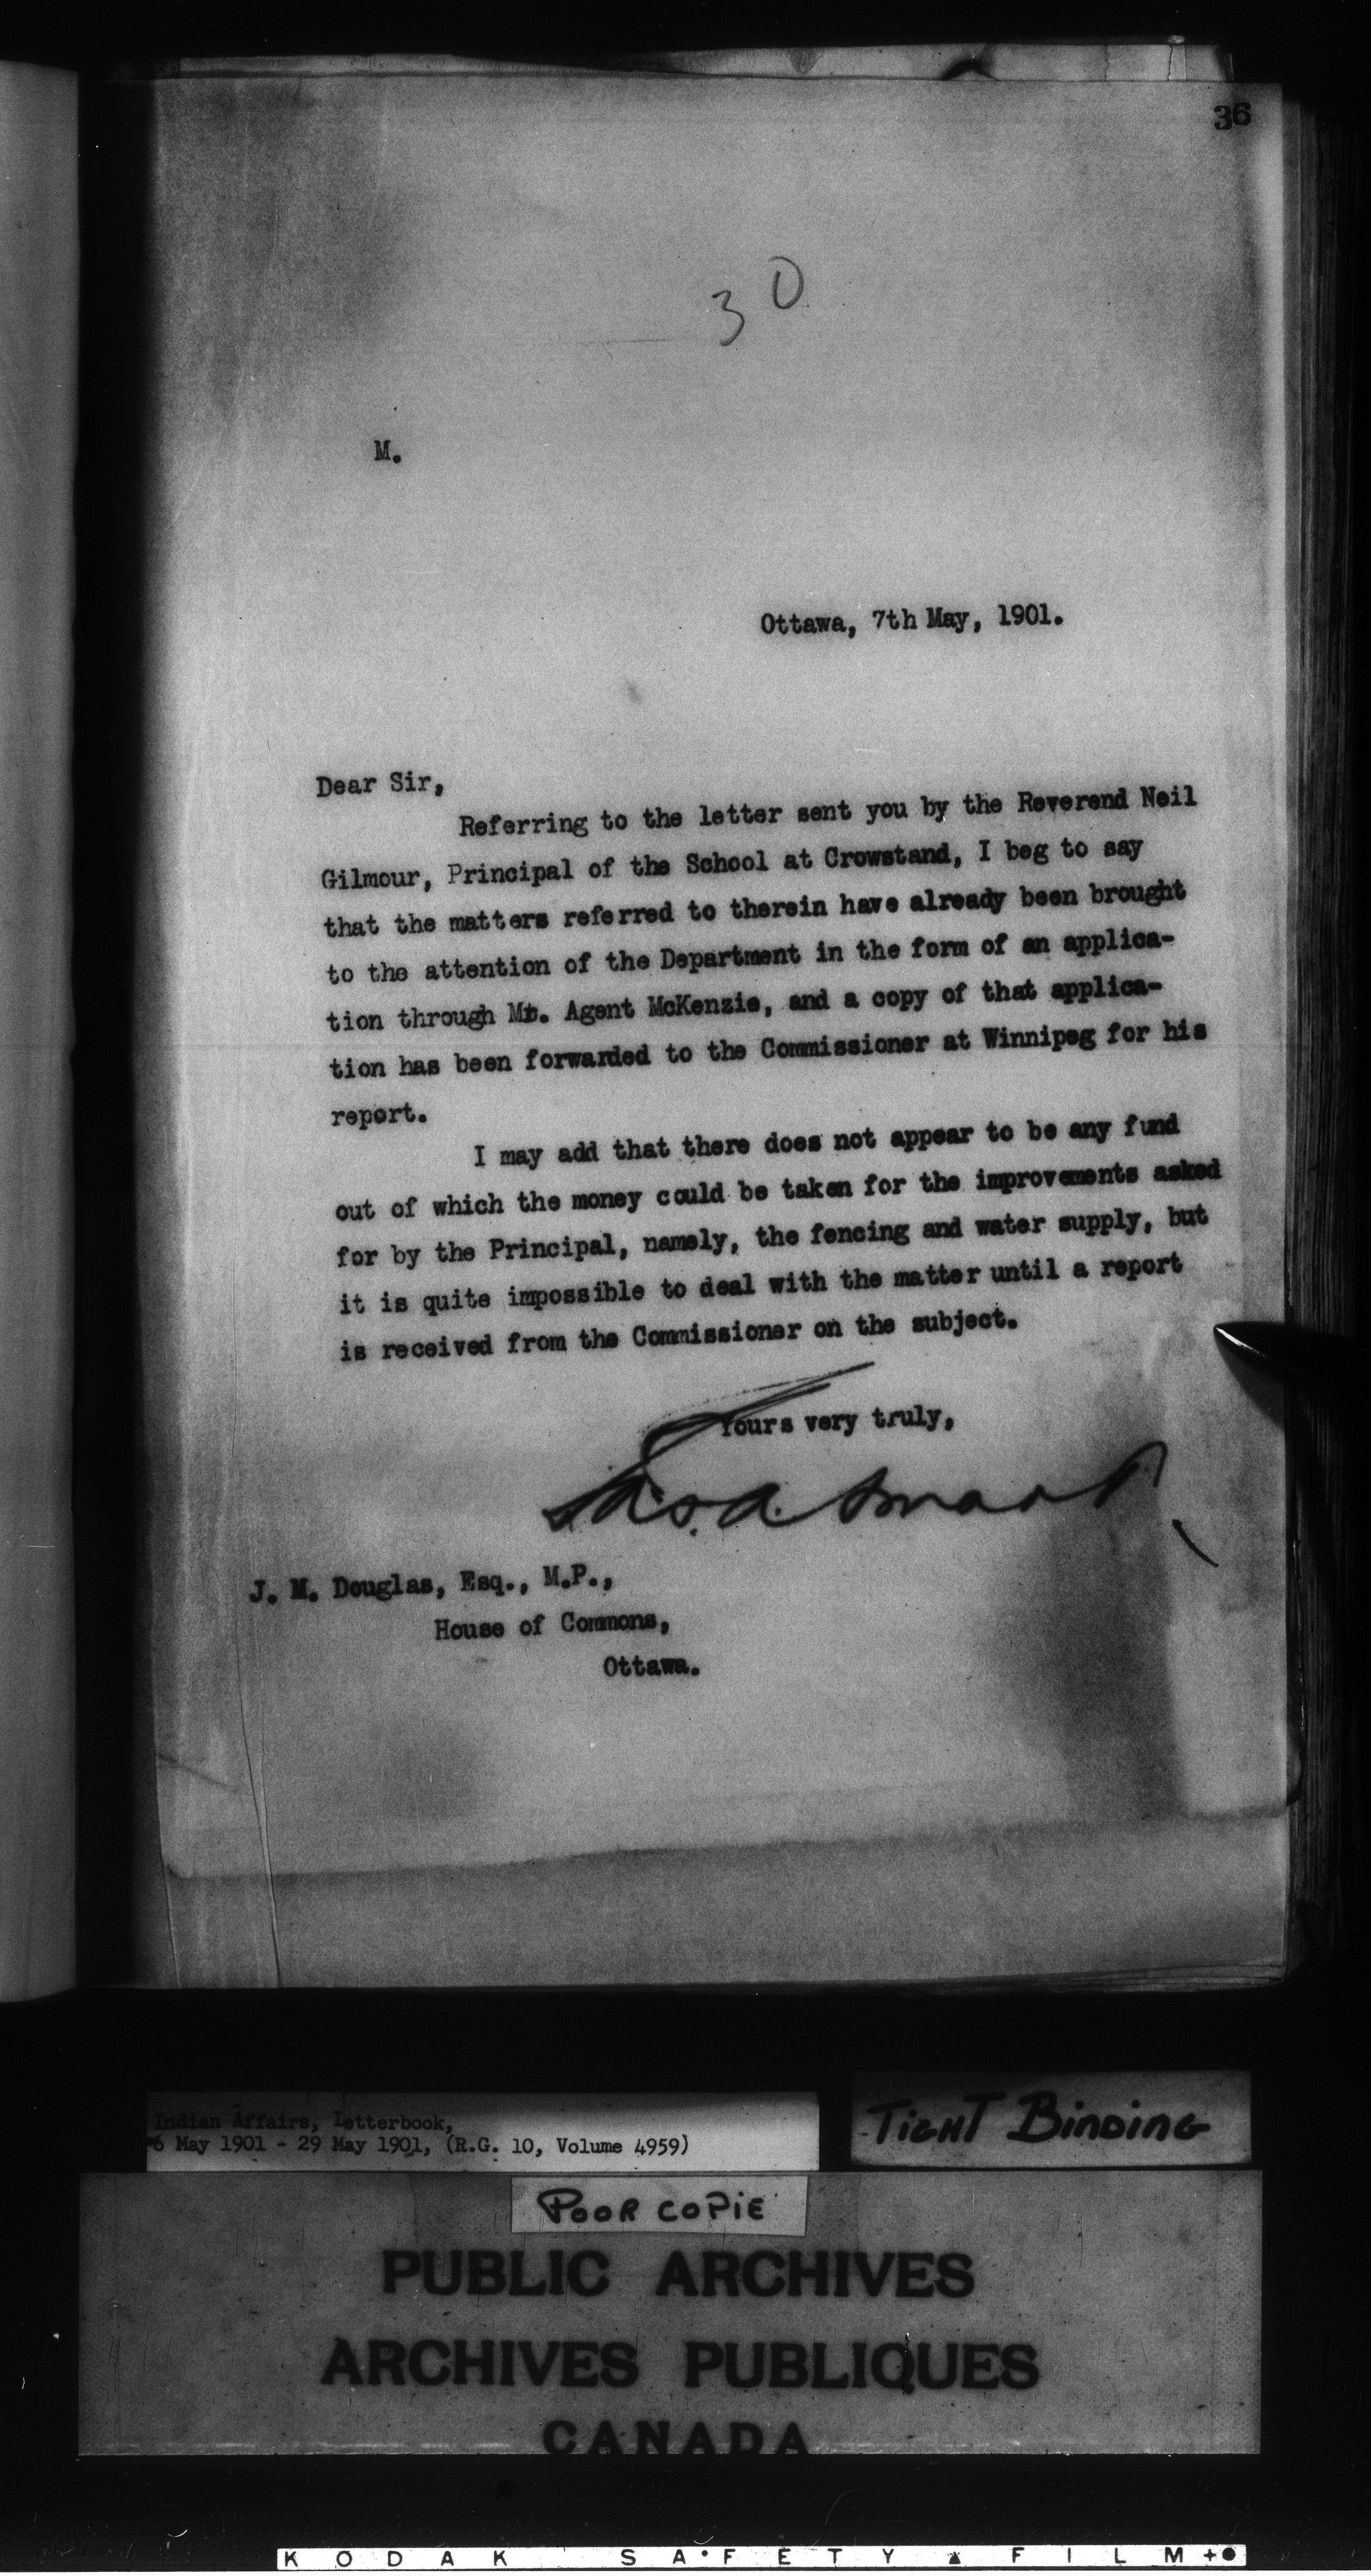 36
30
M.
Ottawa, 7th May, 1901.
Dear Sir,
Referring to the letter sent you by the Reverend Neil
Gilmour, Principal of the School at Crowstand, I beg to say
that the matters referred to therein have already been brought
to the attention of the Department in the form of an applica-
tion through Mr. Agent McKenzie, and a copy of that applica-
tion has been forwarded to the Commissioner at Winnipeg for his
report.
I may add that there does not appear to be any fund
out of which the money could be taken for the improvements asked
for by the Principal, namely, the fencing and water supply, but
it is quite impossible to deal with the matter until a report
is received from the Commissioner on the subject.
Yours very truly,
Jas. A. Smart
J. M. Douglas, Esq., M.P.,
House of Commons,
Ottawa.
Indian Affairs, Letterbook,
6 May 1901 - 29 May 1901, (R.G. 10, Volume 4959)
TIGHT BINDING
POOR COPIE
PUBLIC ARCHIVES
ARCHIVES PUBLIQUES
CANADA
KODAK SAFETY FILM